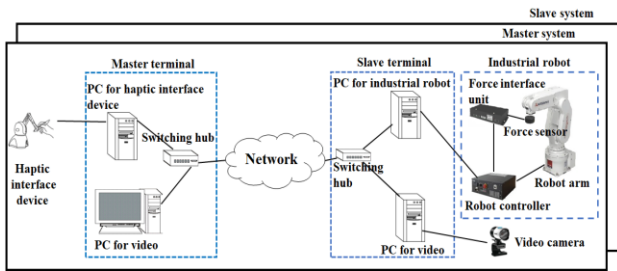 Slave system
Master system
Master terminal
PC for haptic interface
device
Switching hub
Haptic
interface
device
PC for video
Network
Slave terminal
PC for industrial robot
Switching
hub
PC for video
Industrial robot
Force interface
unit
Force sensor
Robot arm
Robot controller
Video camera